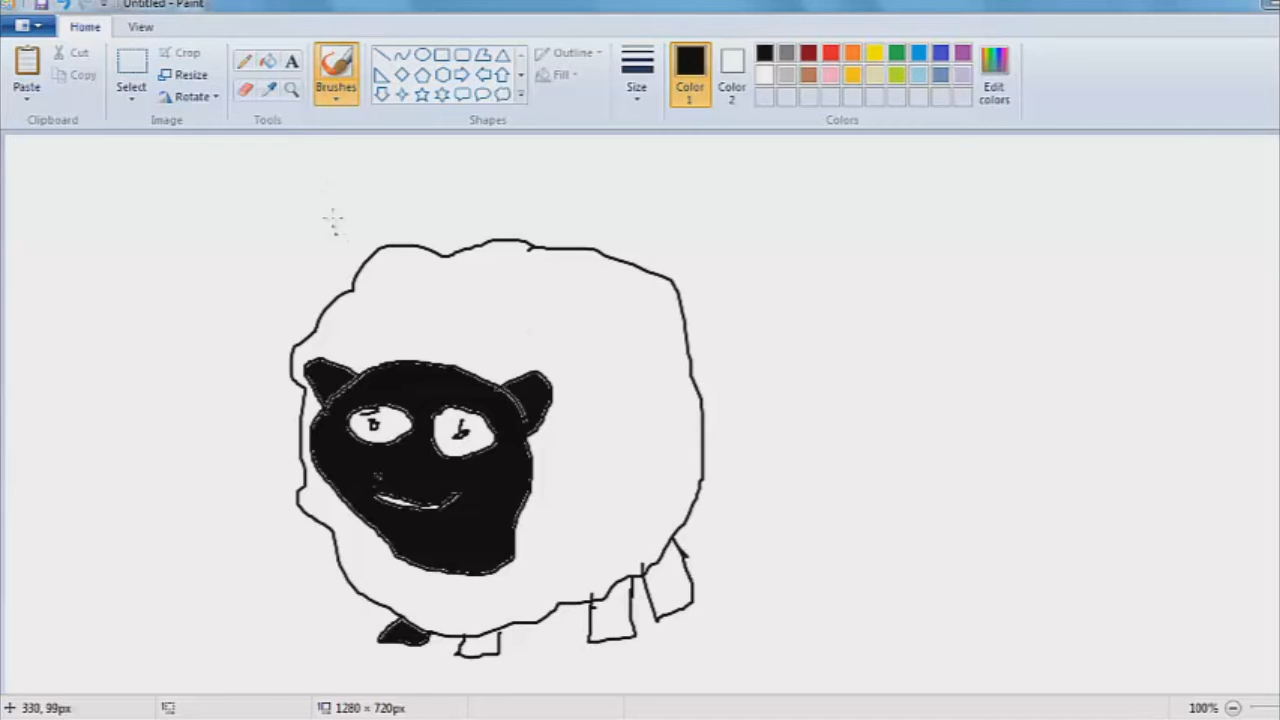 Untitled - Paint
Home View
Cut
Copy
Paste
Clipboard
Crop
Resize
Rotate
Select
Image
A
Tools
Brushes
Outline
Fill
Shapes
Size
Color 1
Color 2
Edit colors
Colors
330, 99px
1280 × 720px
100%